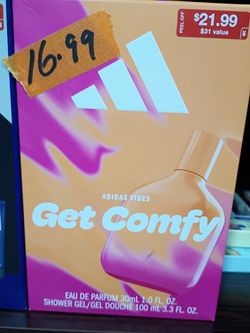 PEEL OFF
$21.99
$31 value
16.99
ADIDAS VIBES
Get Comfy
EAU DE PARFUM 30mL 1.0 FL. OZ.
SHOWER GEL/GEL DOUCHE 100 mL 3.3 FL. OZ.